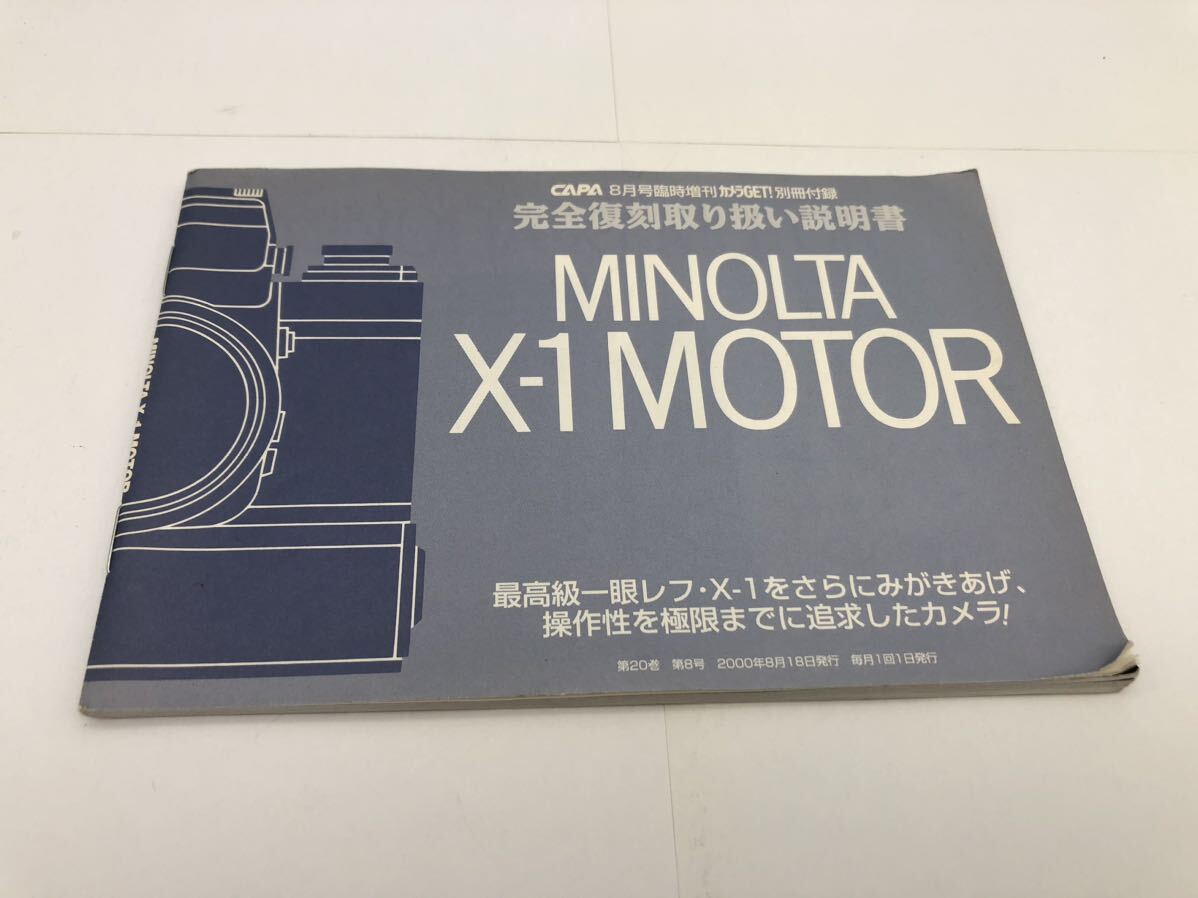 CAPA 8月号臨時増刊 カメラGET! 別冊付録
完全復刻取り扱い説明書
MINOLTA
X-1 MOTOR
MINOLTA X-1 MOTOR
最高級一眼レフ・X-1をさらにみがきあげ、
操作性を極限までに追求したカメラ!
第20巻 第8号 2000年8月18日発行 毎月1回1日発行